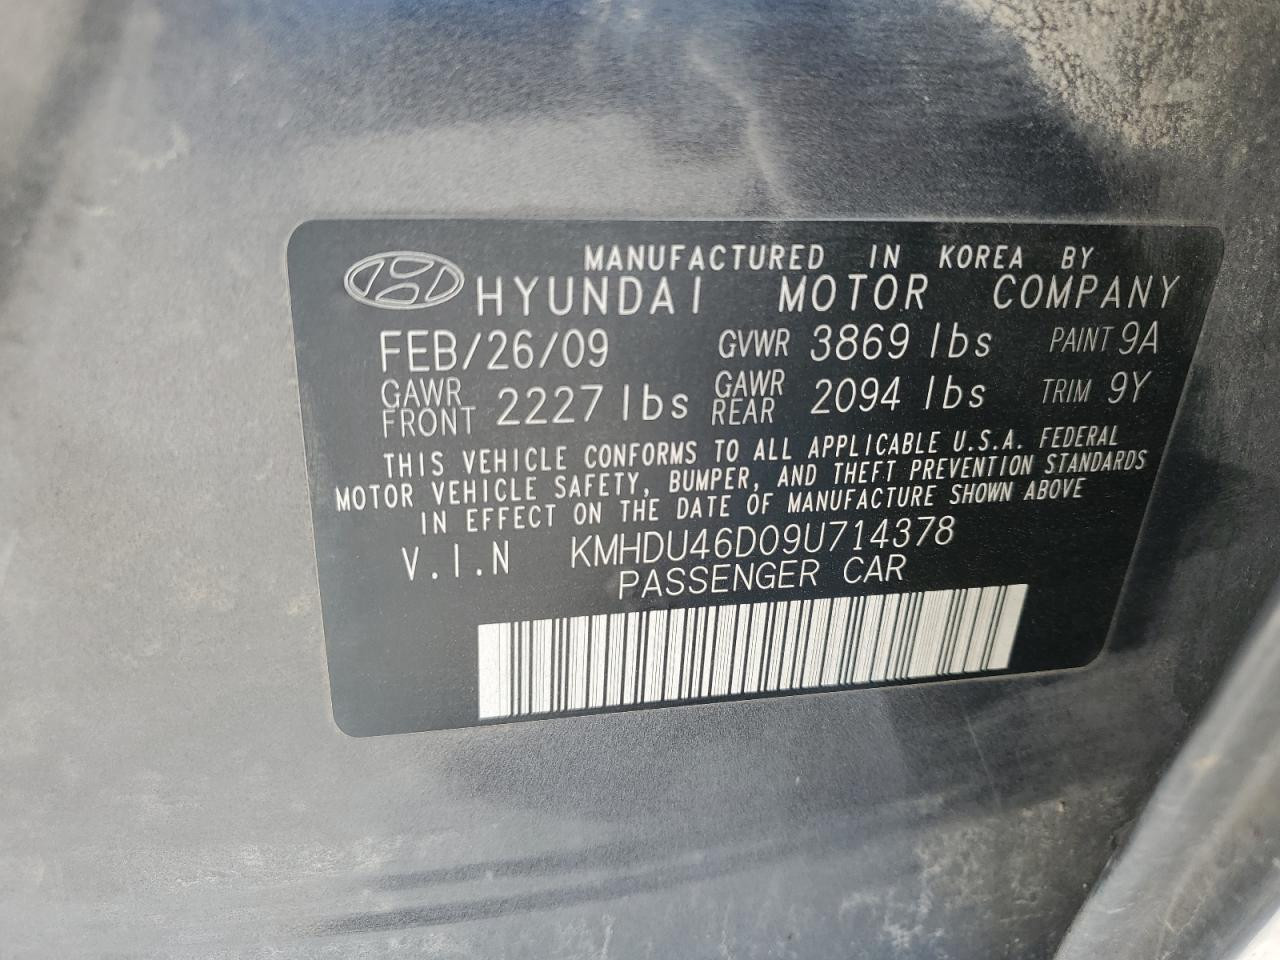 MANUFACTURED IN KOREA BY
HYUNDAI MOTOR COMPANY
FEB/26/09 GVWR 3869 lbs PAINT 9A
GAWR FRONT 2227 lbs GAWR REAR 2094 lbs TRIM 9Y
THIS VEHICLE CONFORMS TO ALL APPLICABLE U.S.A. FEDERAL
MOTOR VEHICLE SAFETY, BUMPER, AND THEFT PREVENTION STANDARDS
IN EFFECT ON THE DATE OF MANUFACTURE SHOWN ABOVE
V.I.N KMHDU46D09U714378
PASSENGER CAR